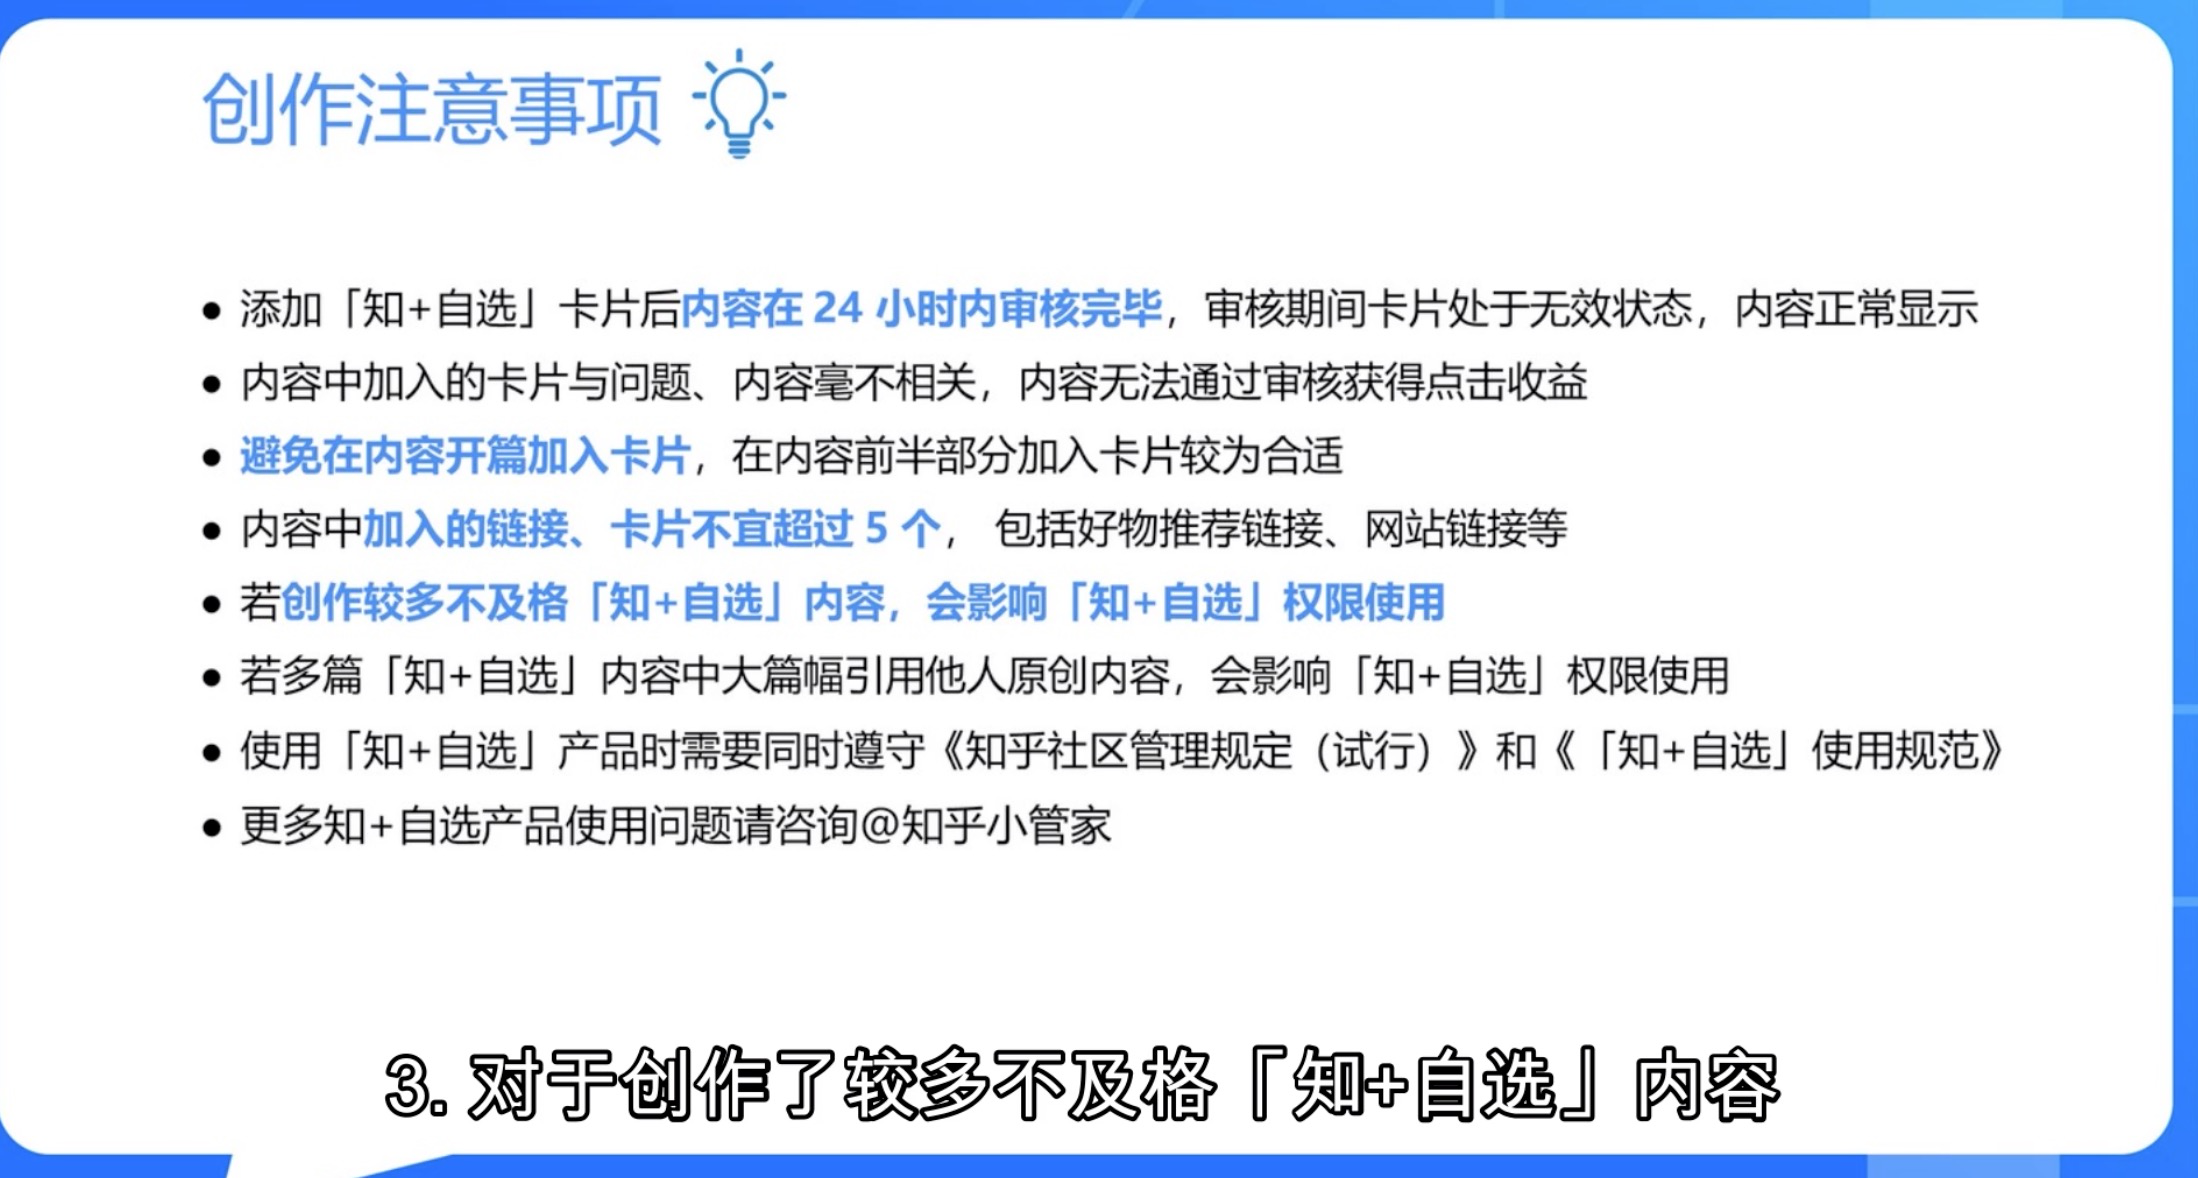 创作注意事项
● 添加「知+自选」卡片后内容在 24 小时内审核完毕，审核期间卡片处于无效状态，内容正常显示
● 内容中加入的卡片与问题、内容毫不相关，内容无法通过审核获得点击收益
● 避免在内容开篇加入卡片，在内容前半部分加入卡片较为合适
● 内容中加入的链接、卡片不宜超过 5 个， 包括好物推荐链接、网站链接等
● 若创作较多不及格「知+自选」内容，会影响「知+自选」权限使用
● 若多篇「知+自选」内容中大篇幅引用他人原创内容，会影响「知+自选」权限使用
● 使用「知+自选」产品时需要同时遵守《知乎社区管理规定（试行）》和《「知+自选」使用规范》
● 更多知+自选产品使用问题请咨询@知乎小管家
3. 对于创作了较多不及格「知+自选」内容